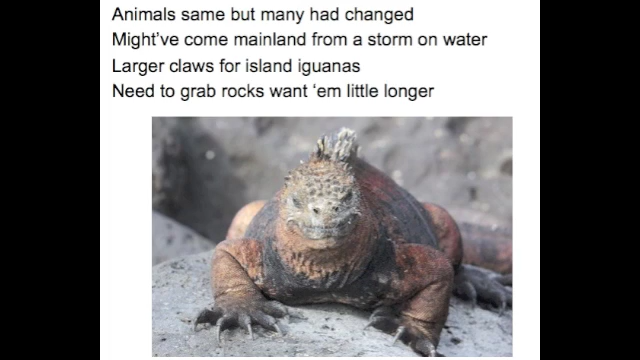 Animals same but many had changed
Might’ve come mainland from a storm on water
Larger claws for island iguanas
Need to grab rocks want ‘em little longer